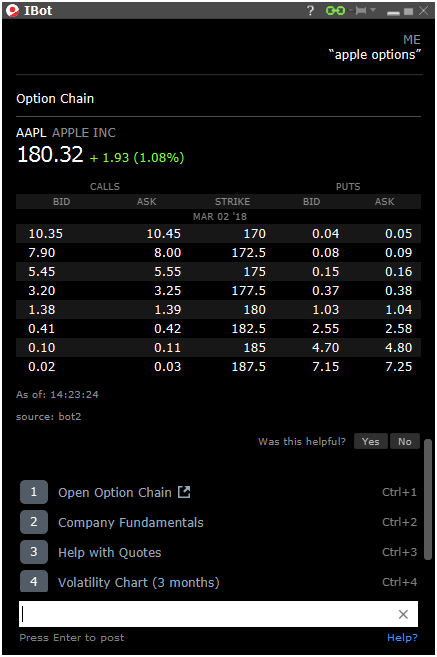 IBot ?
ME
“apple options”
Option Chain
AAPL APPLE INC
180.32 + 1.93 (1.08%)
CALLS PUTS
BID ASK STRIKE BID ASK
MAR 02 '18
10.35 10.45 170 0.04 0.05
7.90 8.00 172.5 0.08 0.09
5.45 5.55 175 0.15 0.16
3.20 3.25 177.5 0.37 0.38
1.38 1.39 180 1.03 1.04
0.41 0.42 182.5 2.55 2.58
0.10 0.11 185 4.70 4.80
0.02 0.03 187.5 7.15 7.25
As of: 14:23:24
source: bot2
Was this helpful? Yes No
1 Open Option Chain Ctrl+1
2 Company Fundamentals Ctrl+2
3 Help with Quotes Ctrl+3
4 Volatility Chart (3 months) Ctrl+4
Press Enter to post Help?